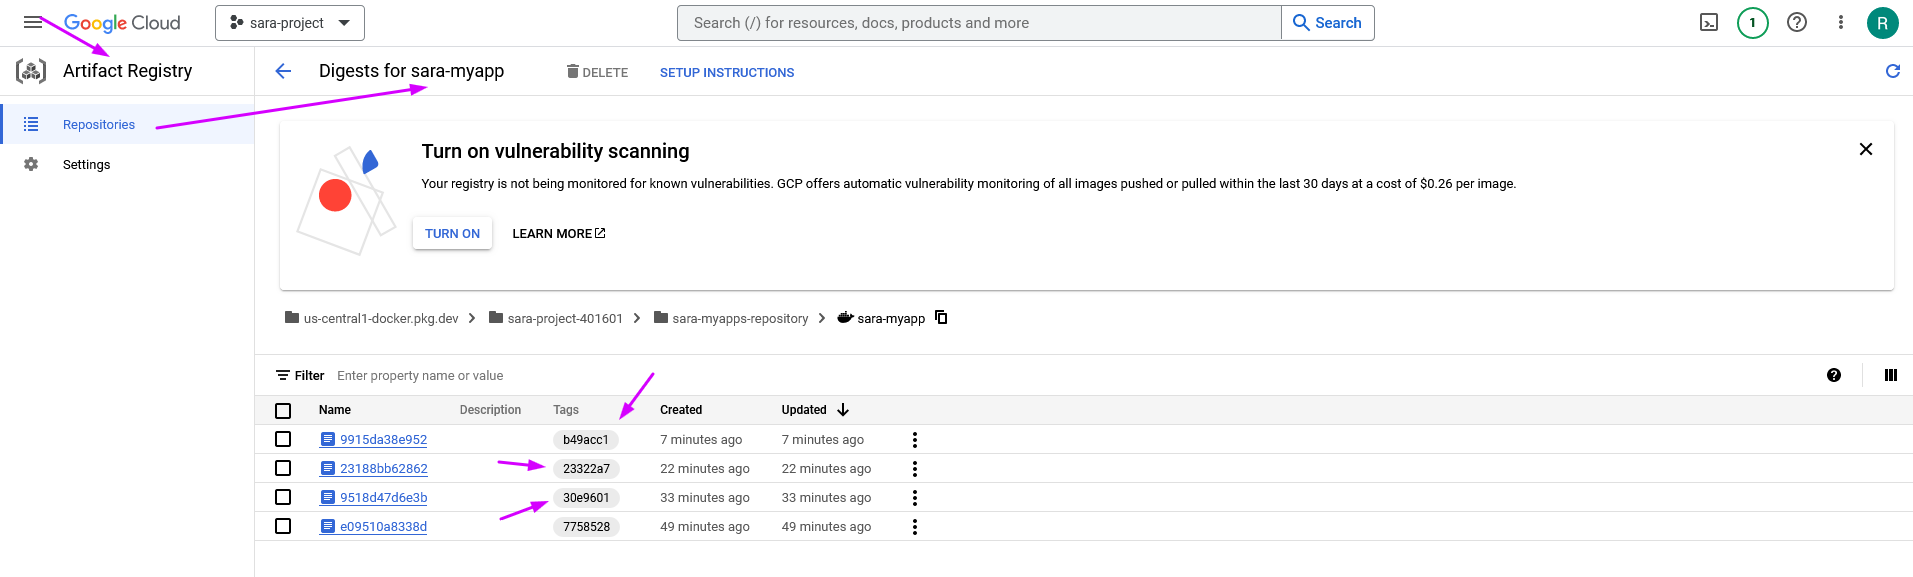 Google Cloud sara-project Search (/) for resources, docs, products and more Search 1 R
Artifact Registry Digests for sara-myapp DELETE SETUP INSTRUCTIONS
Repositories
Settings
Turn on vulnerability scanning
Your registry is not being monitored for known vulnerabilities. GCP offers automatic vulnerability monitoring of all images pushed or pulled within the last 30 days at a cost of $0.26 per image.
TURN ON LEARN MORE
us-central1-docker.pkg.dev sara-project-401601 sara-myapps-repository sara-myapp
Filter Enter property name or value
Name Description Tags Created Updated
9915da38e952 b49acc1 7 minutes ago 7 minutes ago
23188bb62862 23322a7 22 minutes ago 22 minutes ago
9518d47d6e3b 30e9601 33 minutes ago 33 minutes ago
e09510a8338d 7758528 49 minutes ago 49 minutes ago